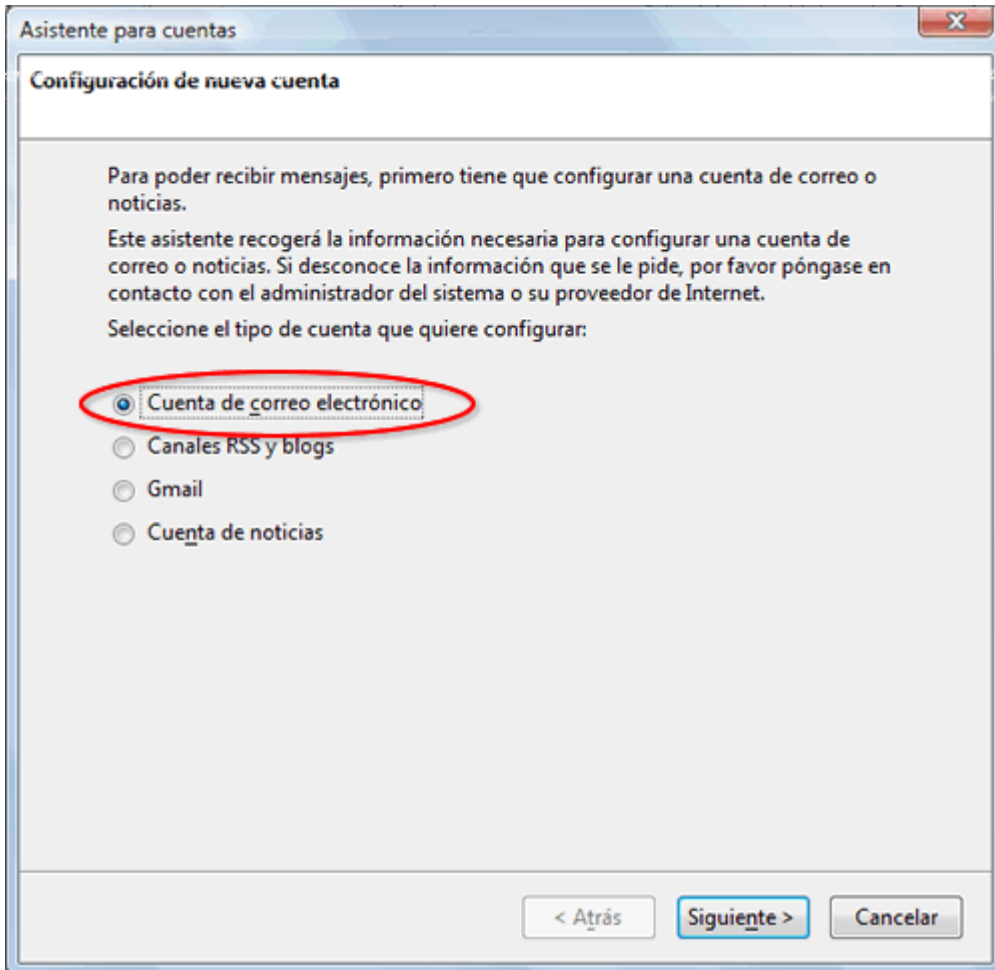 Asistente para cuentas
Configuración de nueva cuenta
Para poder recibir mensajes, primero tiene que configurar una cuenta de correo o
noticias.
Este asistente recogerá la información necesaria para configurar una cuenta de
correo o noticias. Si desconoce la información que se le pide, por favor póngase en
contacto con el administrador del sistema o su proveedor de Internet.
Seleccione el tipo de cuenta que quiere configurar:
Cuenta de correo electrónico
Canales RSS y blogs
Gmail
Cuenta de noticias
< Atrás Siguiente > Cancelar